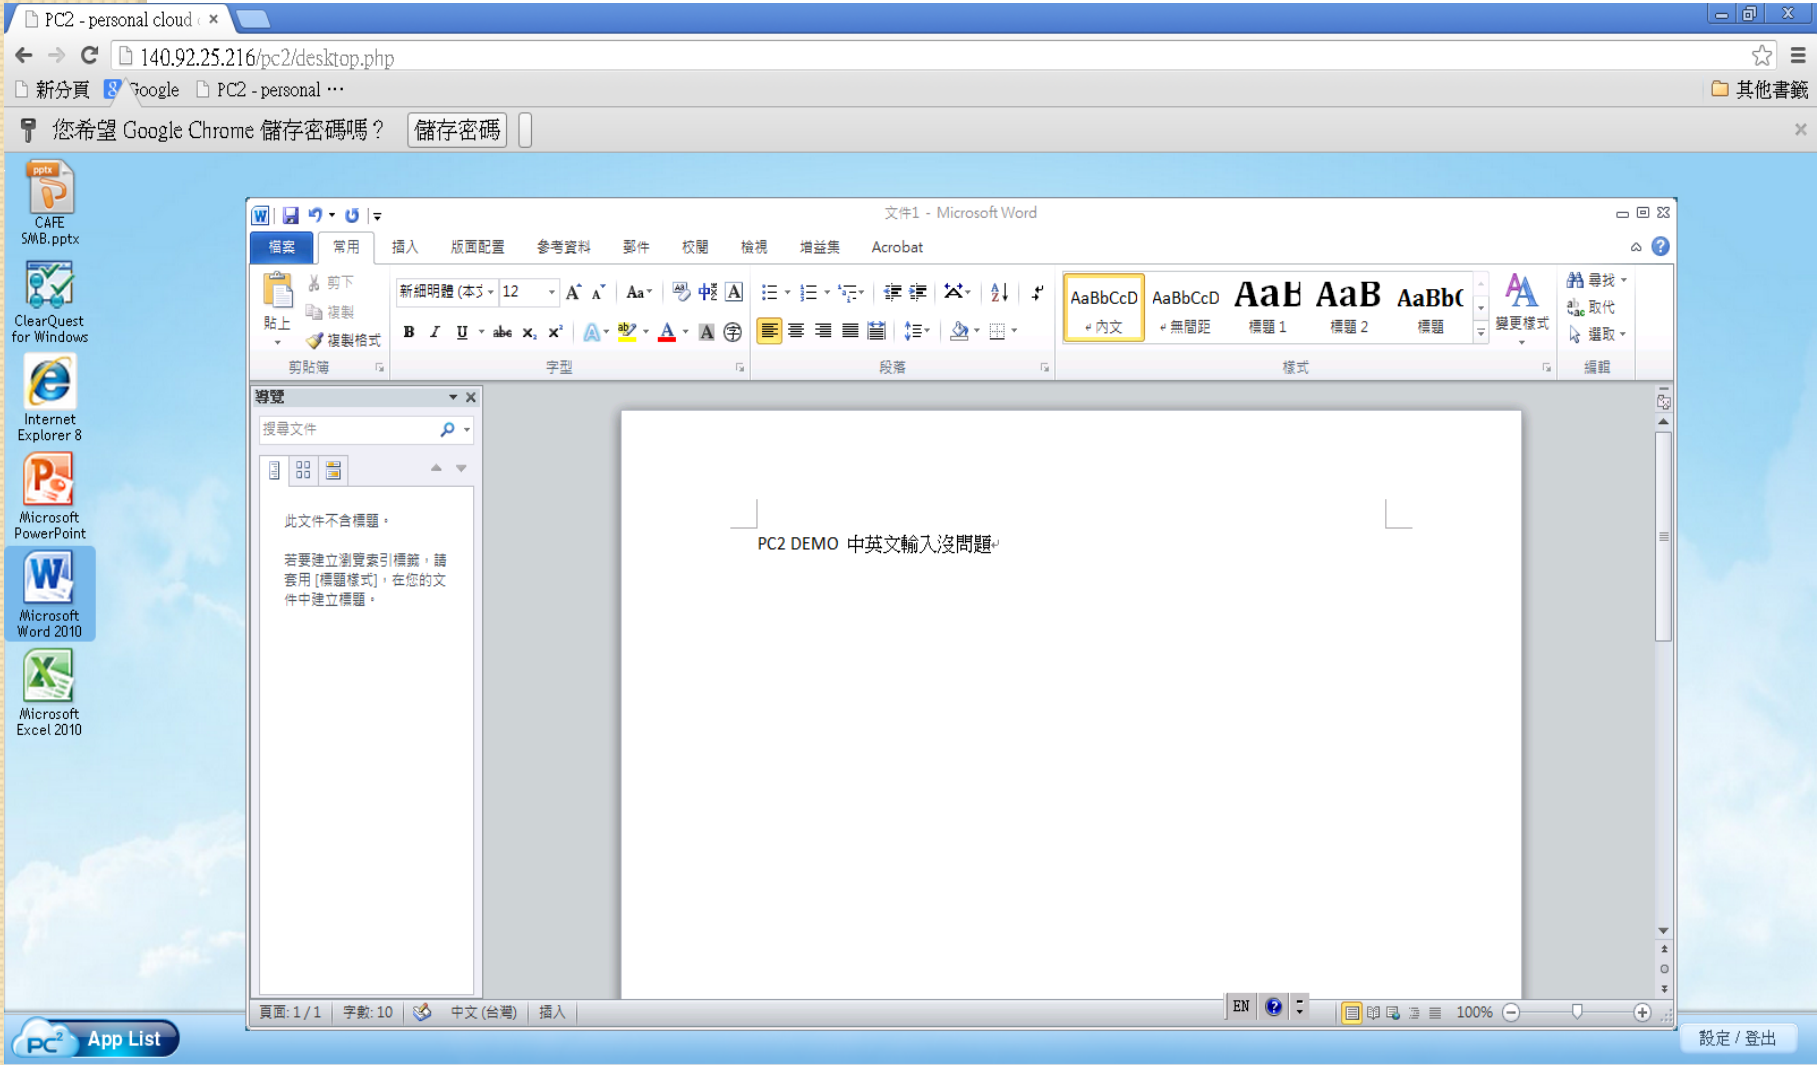 PC2 - personal cloud
140.92.25.216/pc2/desktop.php
新分頁 Google PC2 - personal …
其他書籤
您希望 Google Chrome 儲存密碼嗎？ 儲存密碼
pptx
CAFE
SMB.pptx
ClearQuest
for Windows
Internet
Explorer 8
Microsoft
PowerPoint
Microsoft
Word 2010
Microsoft
Excel 2010
文件1 - Microsoft Word
檔案 常用 插入 版面配置 參考資料 郵件 校閱 檢視 增益集 Acrobat
貼上
剪下
複製
複製格式
剪貼簿
新細明體 (本文 12
字型
段落
AaBbCcD AaBbCcD AaB AaB AaBbC
內文 無間距 標題 1 標題 2 標題
變更樣式
樣式
尋找
取代
選取
編輯
導覽
搜尋文件
此文件不含標題。
若要建立瀏覽索引標籤，請
套用 [標題樣式]，在您的文
件中建立標題。
PC2 DEMO 中英文輸入沒問題
頁面: 1 / 1 字數: 10 中文 (台灣) 插入
EN
100%
PC² App List
設定 / 登出